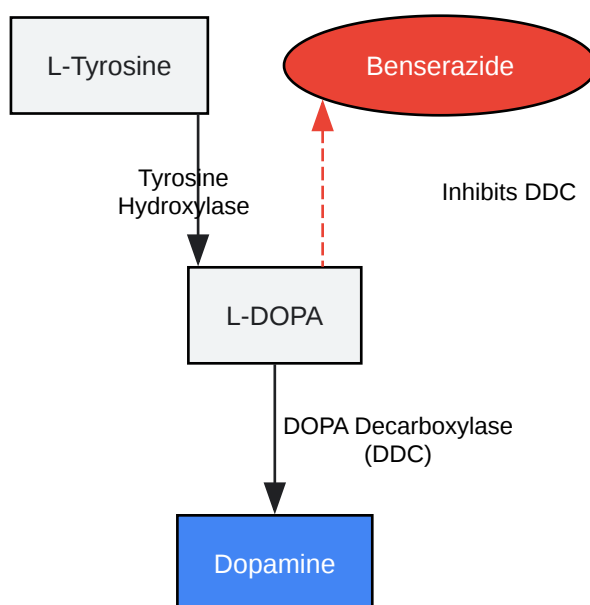 L-Tyrosine
Benserazide
Tyrosine
Hydroxylase
Inhibits DDC
L-DOPA
DOPA Decarboxylase
(DDC)
Dopamine